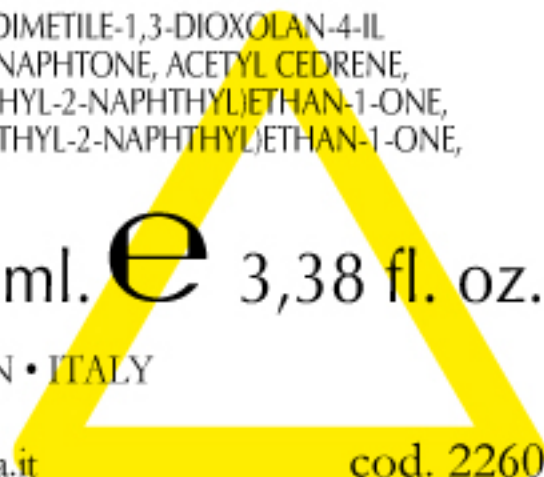 DIMETILE-1,3-DIOXOLAN-4-IL
NAPHTONE, ACETYL CEDRENE,
HYL-2-NAPHTHYL)ETHAN-1-ONE,
THYL-2-NAPHTHYL)ETHAN-1-ONE,
ml. ℮ 3,38 fl. oz.
N • ITALY
a.it cod. 2260